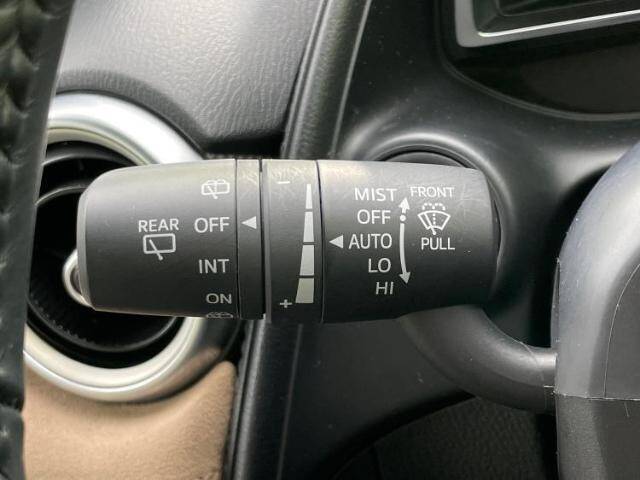 REAR
OFF
INT
ON
−
+
MIST
OFF
AUTO
LO
HI
FRONT
PULL